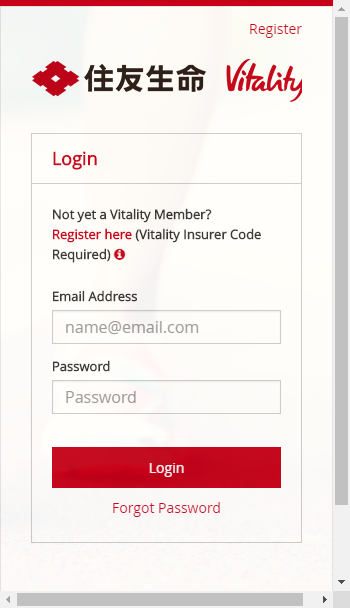 Register
住友生命 Vitality
Login
Not yet a Vitality Member?
Register here (Vitality Insurer Code
Required)
Email Address
name@email.com
Password
Password
Login
Forgot Password